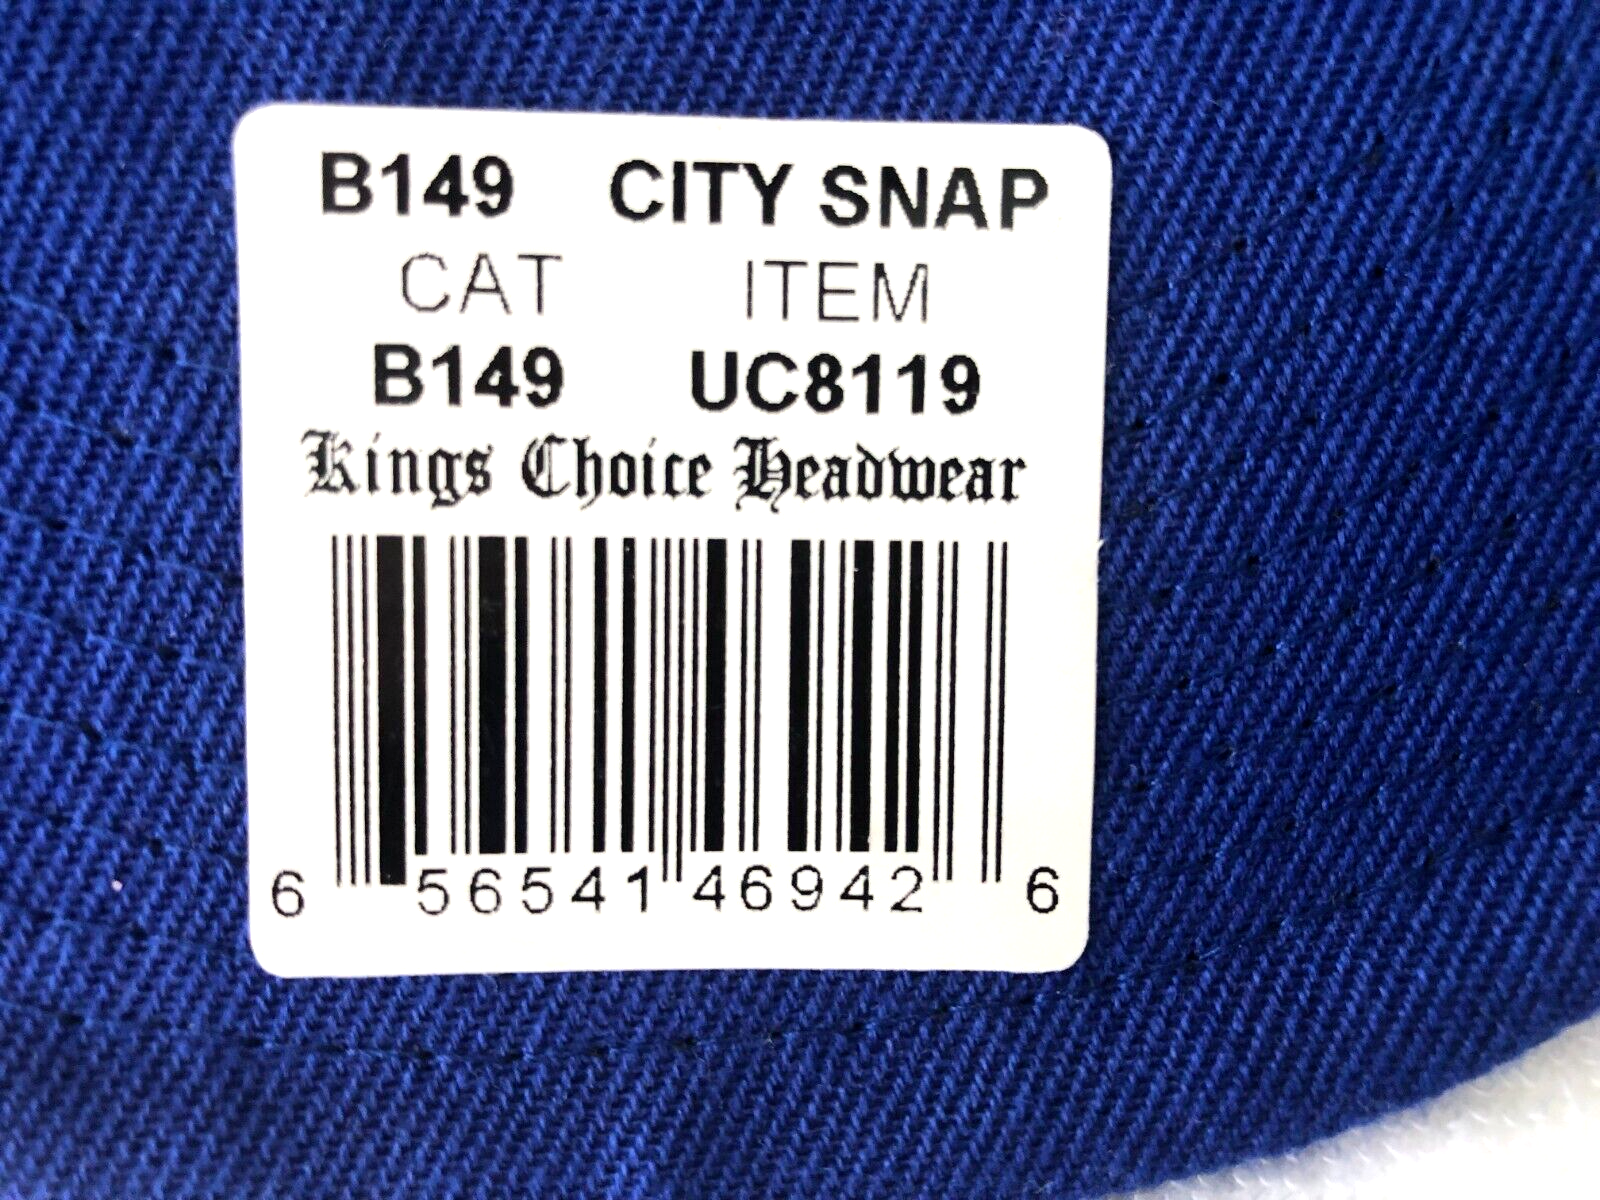 B149 CITY SNAP
CAT ITEM
B149 UC8119
Kings Choice Headwear
6 56541 46942 6